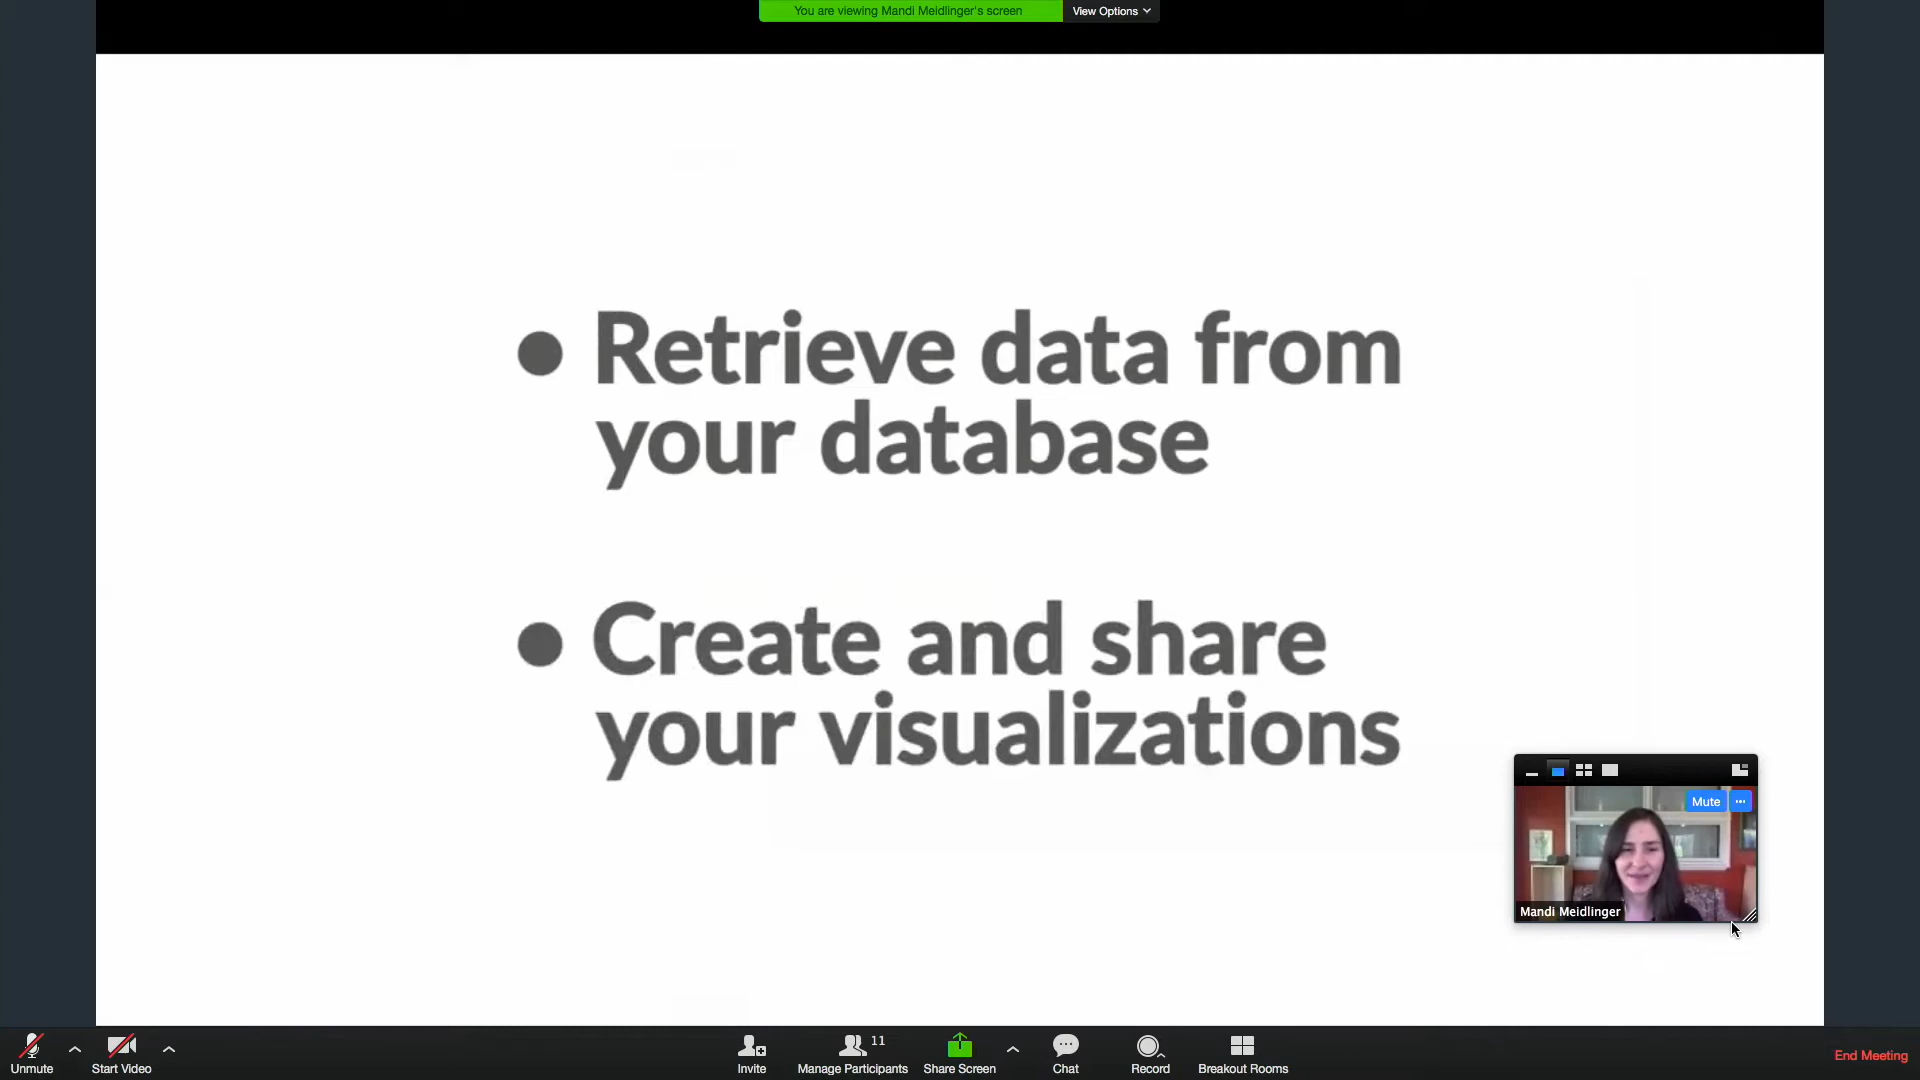 You are viewing Mandi Meidlinger's screen
View Options
• Retrieve data from
your database
• Create and share
your visualizations
Mute
Mandi Meidlinger
Unmute
Start Video
Invite
11
Manage Participants
Share Screen
Chat
Record
Breakout Rooms
End Meeting